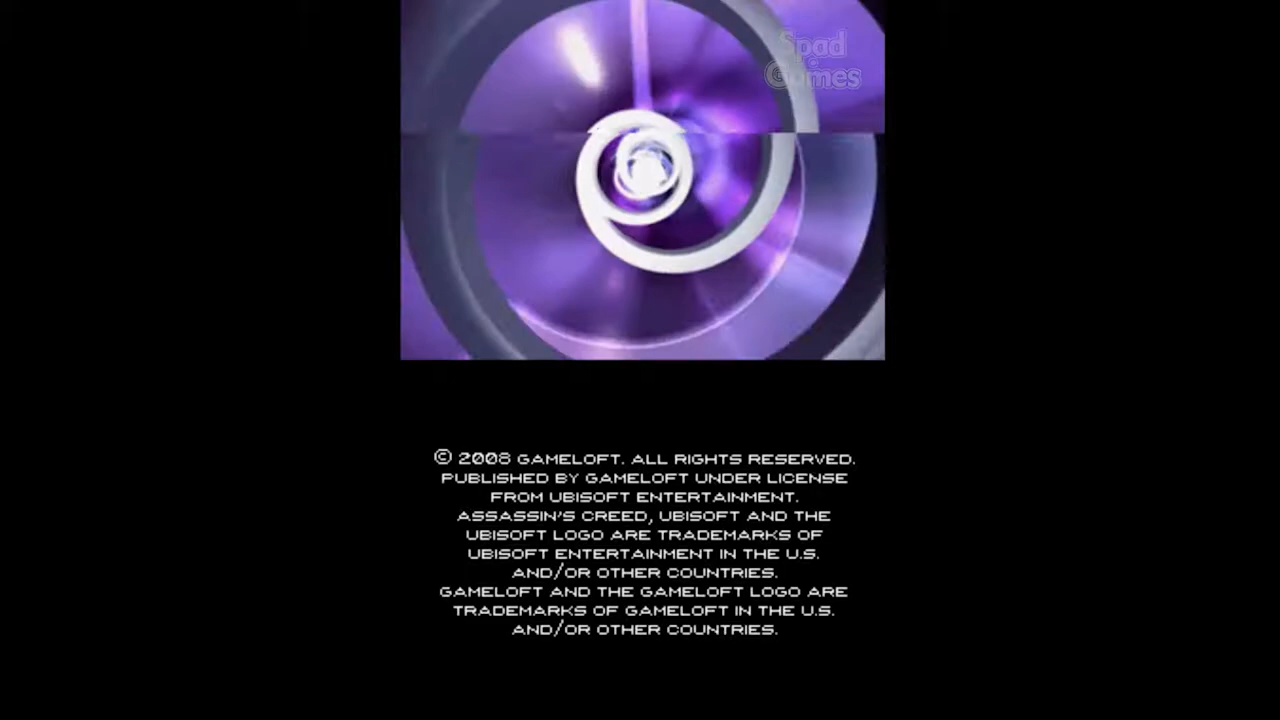 Spad
Games
© 2008 GAMELOFT. ALL RIGHTS RESERVED.
PUBLISHED BY GAMELOFT UNDER LICENSE
FROM UBISOFT ENTERTAINMENT.
ASSASSIN'S CREED, UBISOFT AND THE
UBISOFT LOGO ARE TRADEMARKS OF
UBISOFT ENTERTAINMENT IN THE U.S.
AND/OR OTHER COUNTRIES.
GAMELOFT AND THE GAMELOFT LOGO ARE
TRADEMARKS OF GAMELOFT IN THE U.S.
AND/OR OTHER COUNTRIES.